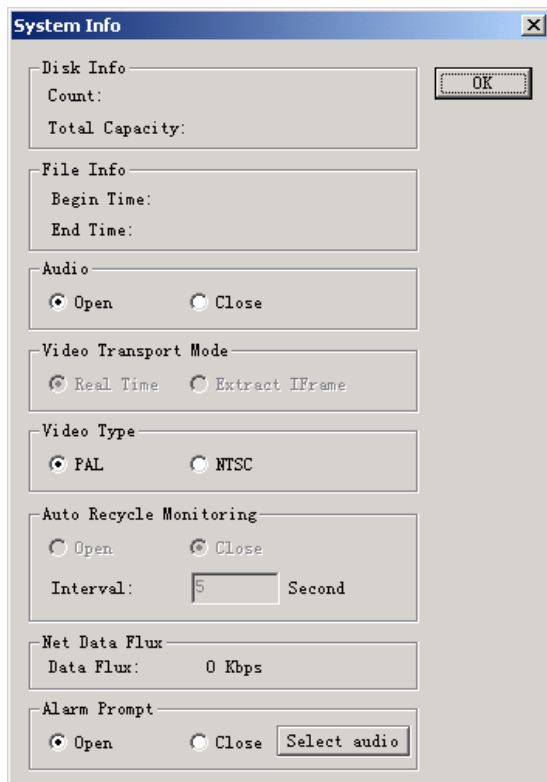 System Info
Disk Info
OK
Count:
Total Capacity:
File Info
Begin Time:
End Time:
Audio
Open Close
Video Transport Mode
Real Time Extract IFrame
Video Type
PAL NTSC
Auto Recycle Monitoring
Open Close
Interval: 5 Second
Net Data Flux
Data Flux: 0 Kbps
Alarm Prompt
Open Close Select audio